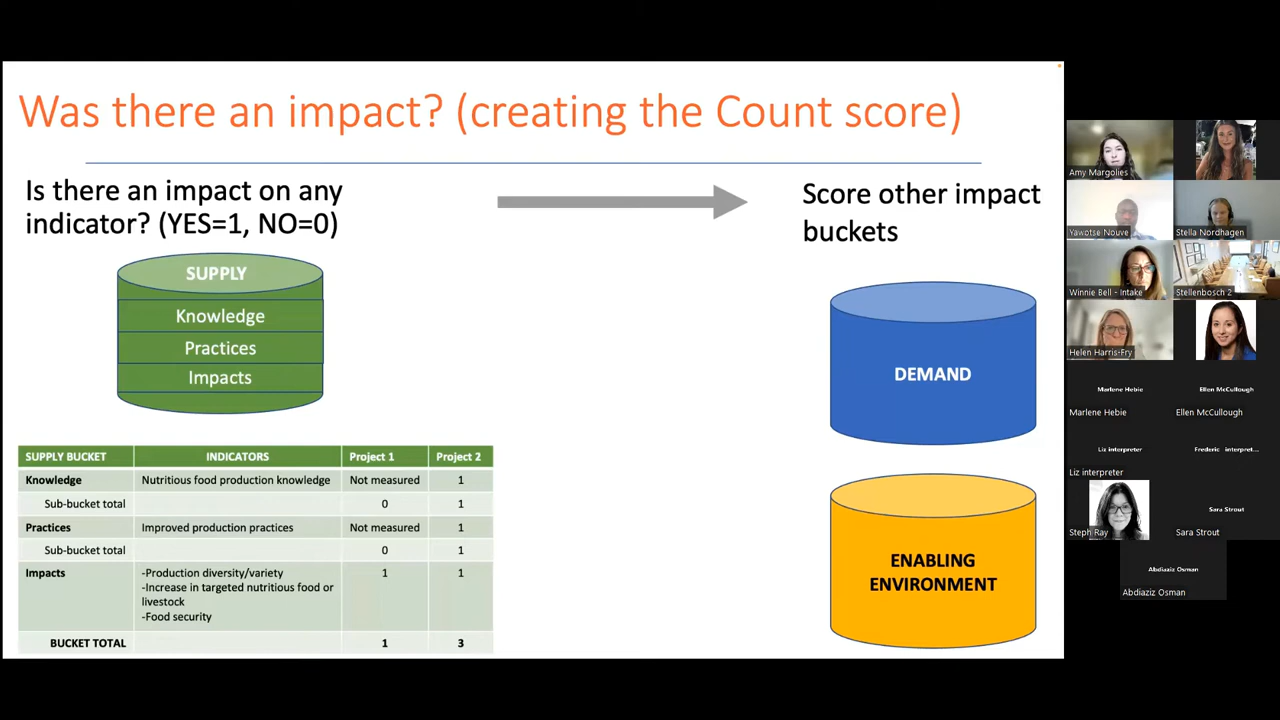 Was there an impact? (creating the Count score)
Is there an impact on any
indicator? (YES=1, NO=0)
Score other impact
buckets
SUPPLY
Knowledge
Practices
Impacts
DEMAND
ENABLING
ENVIRONMENT
SUPPLY BUCKET INDICATORS Project 1 Project 2
Knowledge Nutritious food production knowledge Not measured 1
Sub-bucket total 0 1
Practices Improved production practices Not measured 1
Sub-bucket total 0 1
Impacts -Production diversity/variety 1 1
-Increase in targeted nutritious food or
livestock
-Food security
BUCKET TOTAL 1 3
Amy Margolies
Yawotse Nouve
Stella Nordhagen
Winnie Bell - Intake
Stellenbosch 2
Helen Harris-Fry
Marlene Hebie
Ellen McCullough
Marlene Hebie
Ellen McCullough
Liz interpreter
Frederic interpret...
Liz interpreter
Steph Ray
Sara Strout
Sara Strout
Abdiaziz Osman
Abdiaziz Osman